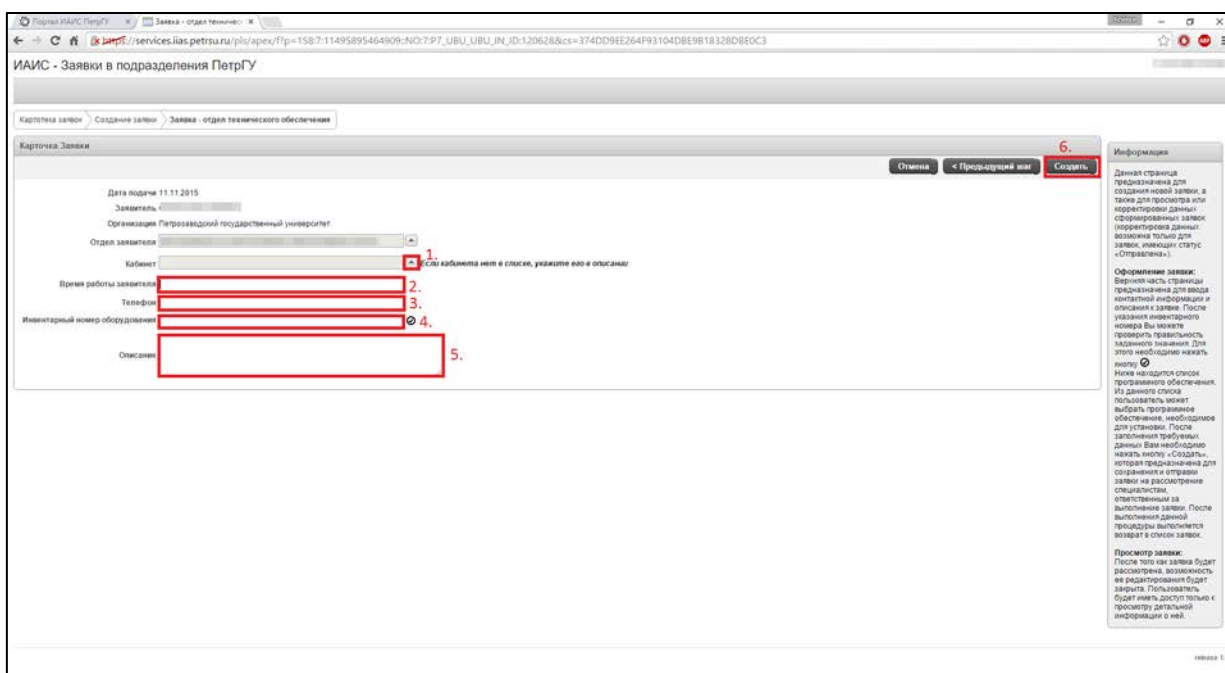 Портал ИАИС ПетрГУ
Заявка - отдел техничес
https://services.iias.petrsu.ru/pls/apex/f?p=158:7:11495895464909::NO:7:P7_UBU_UBU_IN_ID:120628&cs=374DD9EE264F93104DBE9B18328D8E0C3
ИАИС - Заявки в подразделения ПетрГУ
Картотека заявок
Создание заявки
Заявка - отдел технического обеспечения
Карточка Заявки
6.
Отмена
< Предыдущий шаг
Создать
Дата подачи 11.11.2015
Заявитель
Организация Петрозаводский государственный университет
Отдел заявителя
1.
Кабинет
Если кабинета нет в списке, укажите его в описании
Время работы заявителя
2.
Телефон
3.
Инвентарный номер оборудования
4.
Описание
5.
Информация
Данная страница
предназначена для
создания новой заявки, а
также для просмотра или
корректировки данных
сформированных заявок
(корректировка данных
возможна только для
заявок, имеющих статус
«Отправлена»).
Оформление заявки:
Верхняя часть страницы
предназначена для ввода
контактной информации и
описания к заявке. После
указания инвентарного
номера Вы можете
проверить правильность
заданного значения. Для
этого необходимо нажать
кнопку
Ниже находится список
программного обеспечения.
Из данного списка
пользователь может
выбрать программное
обеспечение, необходимое
для установки. После
заполнения требуемых
данных Вам необходимо
нажать кнопку «Создать»,
которая предназначена для
сохранения и отправки
заявки на рассмотрение
специалистам,
ответственным за
выполнение заявки. После
выполнения данной
процедуры выполняется
возврат в список заявок.
Просмотр заявки:
После того как заявка будет
рассмотрена, возможность
ее редактирования будет
закрыта. Пользователь
будет иметь доступ только к
просмотру детальной
информации о ней.
release 1.